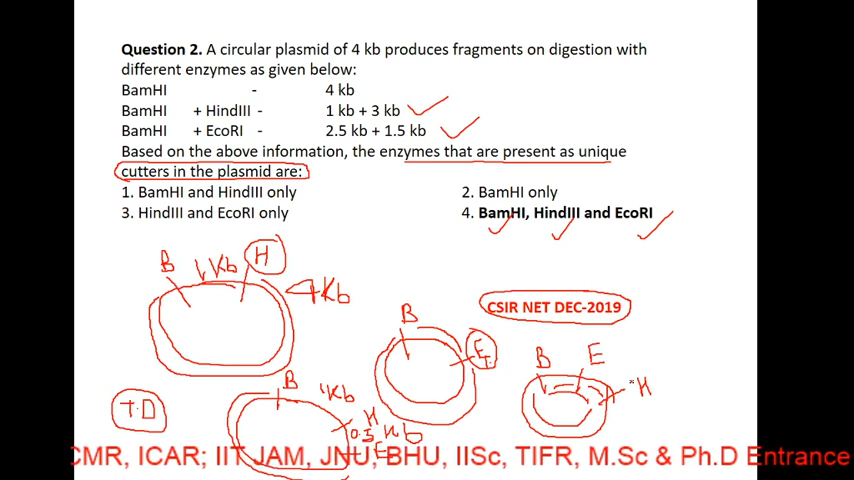 Question 2. A circular plasmid of 4 kb produces fragments on digestion with
different enzymes as given below:
BamHI - 4 kb
BamHI + HindIII - 1 kb + 3 kb
BamHI + EcoRI - 2.5 kb + 1.5 kb
Based on the above information, the enzymes that are present as unique
cutters in the plasmid are:
1. BamHI and HindIII only 2. BamHI only
3. HindIII and EcoRI only 4. BamHI, HindIII and EcoRI
B 1Kb H
4Kb
CSIR NET DEC-2019
B
E
B E
H
T.D
B 1Kb
H
0.5 Kb
E
CMR, ICAR; IIT JAM, JNU, BHU, IISc, TIFR, M.Sc & Ph.D Entrance